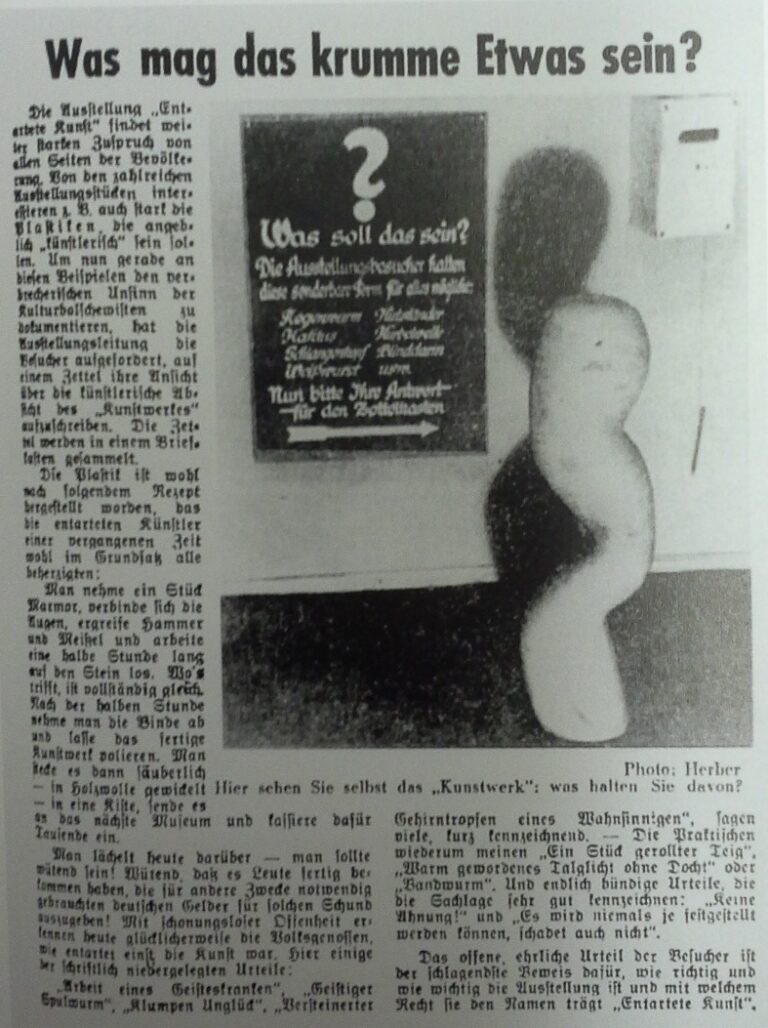 Was mag das krumme Etwas sein?
Die Ausstellung „Ent-
artete Kunst" findet wei-
ter starken Zuspruch von
allen Seiten der Bevölke-
rung. Von den zahlreichen
Ausstellungsstücken inter-
essieren z. B. auch stark die
Plastiken, die angeb-
lich „künstlerisch" sein sol-
len. Um nun gerade an
diesen Beispielen den ver-
brecherischen Unsinn der
Kulturbolschewisten zu
dokumentieren, hat die
Ausstellungsleitung die
Besucher aufgefordert, auf
einem Zettel ihre Ansicht
über die künstlerische Ab-
sicht des „Kunstwerkes"
aufzuschreiben. Die Zet-
tel werden in einem Brief-
kasten gesammelt.
Die Plastik ist wohl
nach folgendem Rezept
hergestellt worden, das
die entarteten Künstler
einer vergangenen Zeit
wohl im Grundsatz alle
beherzigten:
Man nehme ein Stück
Marmor, verbinde sich die
Augen, ergreife Hammer
und Meißel und arbeite
eine halbe Stunde lang
auf den Stein los. Wo's
trifft, ist vollständig gleich.
Nach der halben Stunde
nehme man die Binde ab
und lasse das fertige
Kunstwerk polieren. Man
stecke es dann säuberlich
— in Holzwolle gewickelt
— in eine Kiste, sende es
an das nächste Museum und kassiere dafür
Tausende ein.
Man lächelt heute darüber — man sollte
wütend sein! Wütend, daß es Leute fertig be-
kommen haben, die für andere Zwecke notwendig
gebrauchten deutschen Gelder für solchen Schund
auszugeben! Mit schonungsloser Offenheit er-
kennen heute glücklicherweise die Volksgenossen,
wie entartet einst die Kunst war. Hier einige
der schriftlich niedergelegten Urteile:
„Arbeit eines Geisteskranken", „Geistiger
Spulwurm", „Klumpen Unglück", „Versteinerter
?
Was soll das sein?
Die Ausstellungsbesucher halten
diese sonderbare Form für alles mögliche:
Regenwurm
Kaktus
Weißwurst usw.
Nun bitte Ihre Antwort
für den Zettelkasten
Photo: Herber
Hier sehen Sie selbst das „Kunstwerk": was halten Sie davon?
Gehirntropfen eines Wahnsinnigen", sagen
viele, kurz kennzeichnend. — Die Praktischen
wiederum meinen „Ein Stück gerollter Teig",
„Warm gewordenes Talglicht ohne Docht" oder
„Bandwurm". Und endlich bündige Urteile, die
die Sachlage sehr gut kennzeichnen: „Keine
Ahnung!" und „Es wird niemals je festgestellt
werden können, schadet auch nicht".
Das offene, ehrliche Urteil der Besucher ist
der schlagendste Beweis dafür, wie richtig und
wie wichtig die Ausstellung ist und mit welchem
Recht sie den Namen trägt „Entartete Kunst".